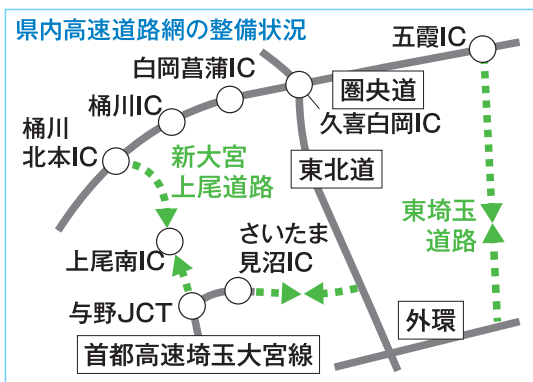 県内高速道路網の整備状況
五霞IC
白岡菖蒲IC
圏央道
桶川IC
久喜白岡IC
桶川
北本IC
新大宮
上尾道路
東北道
東埼玉
道路
さいたま
見沼IC
上尾南IC
与野JCT
外環
首都高速埼玉大宮線